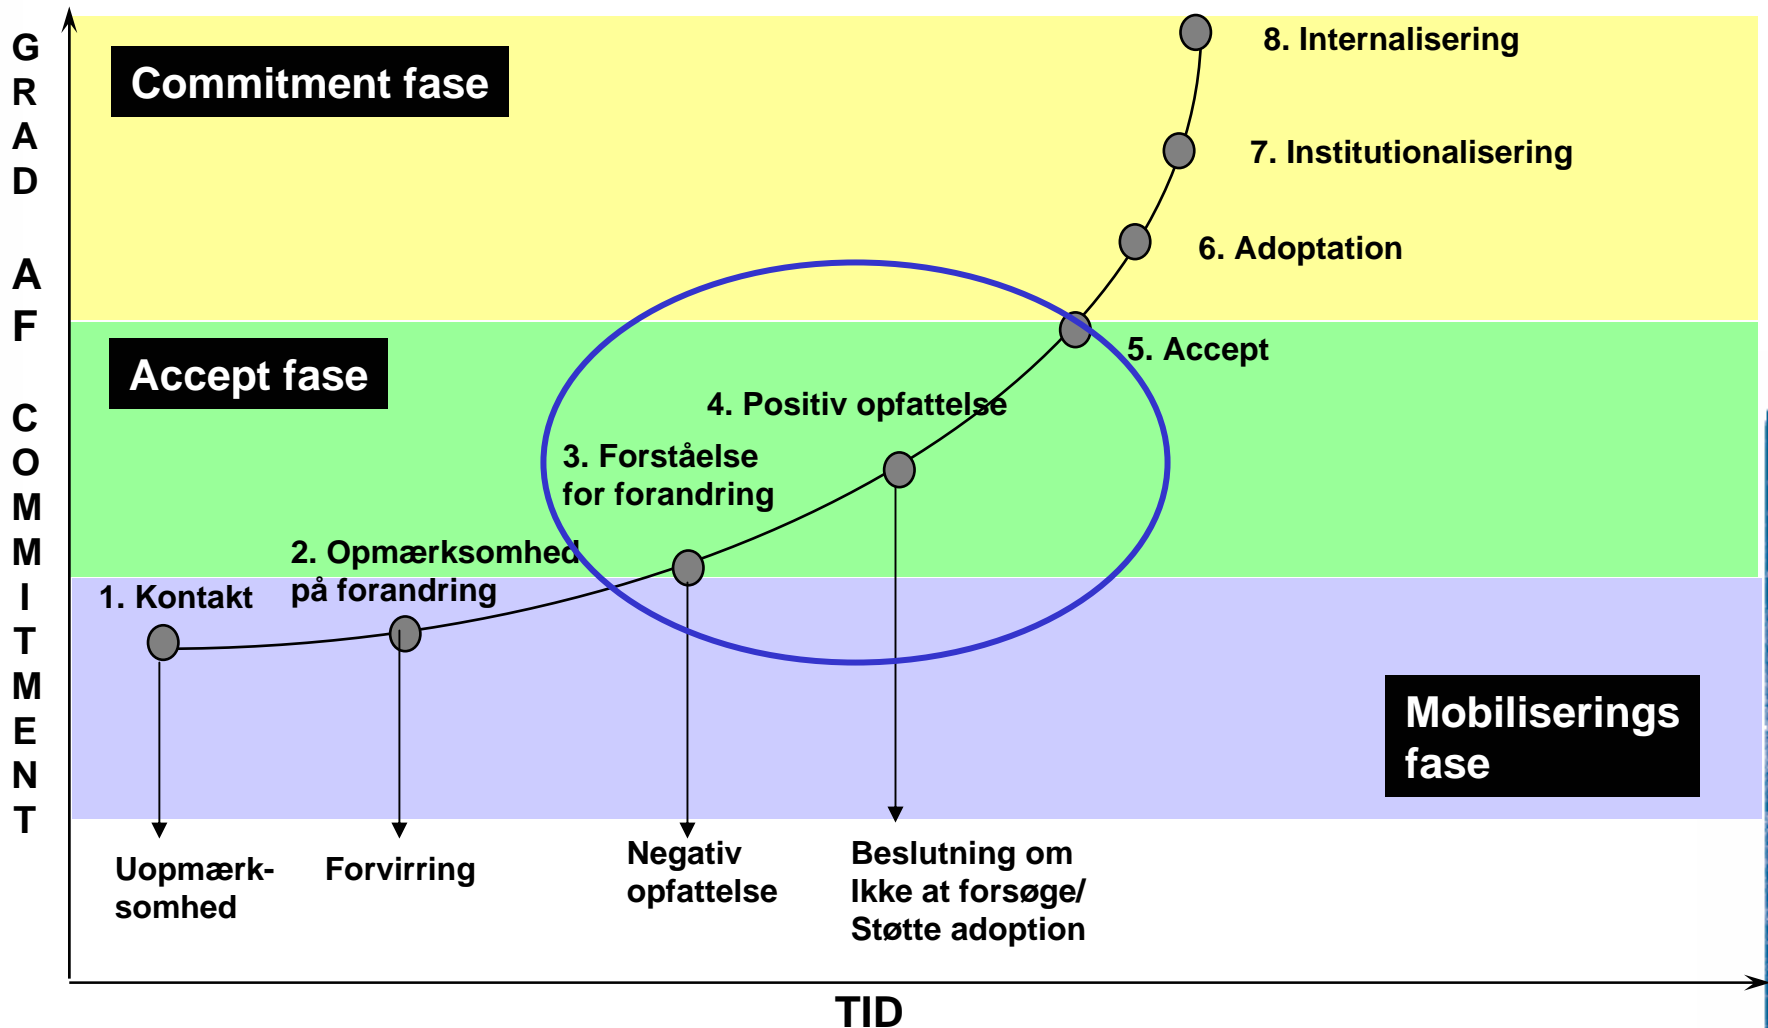 GRAD AF COMMITMENT
Commitment fase
8. Internalisering
7. Institutionalisering
6. Adoptation
5. Accept
Accept fase
4. Positiv opfattelse
3. Forståelse
for forandring
2. Opmærksomhed
på forandring
1. Kontakt
Mobiliserings
fase
Uopmærk-
somhed
Forvirring
Negativ
opfattelse
Beslutning om
Ikke at forsøge/
Støtte adoption
TID